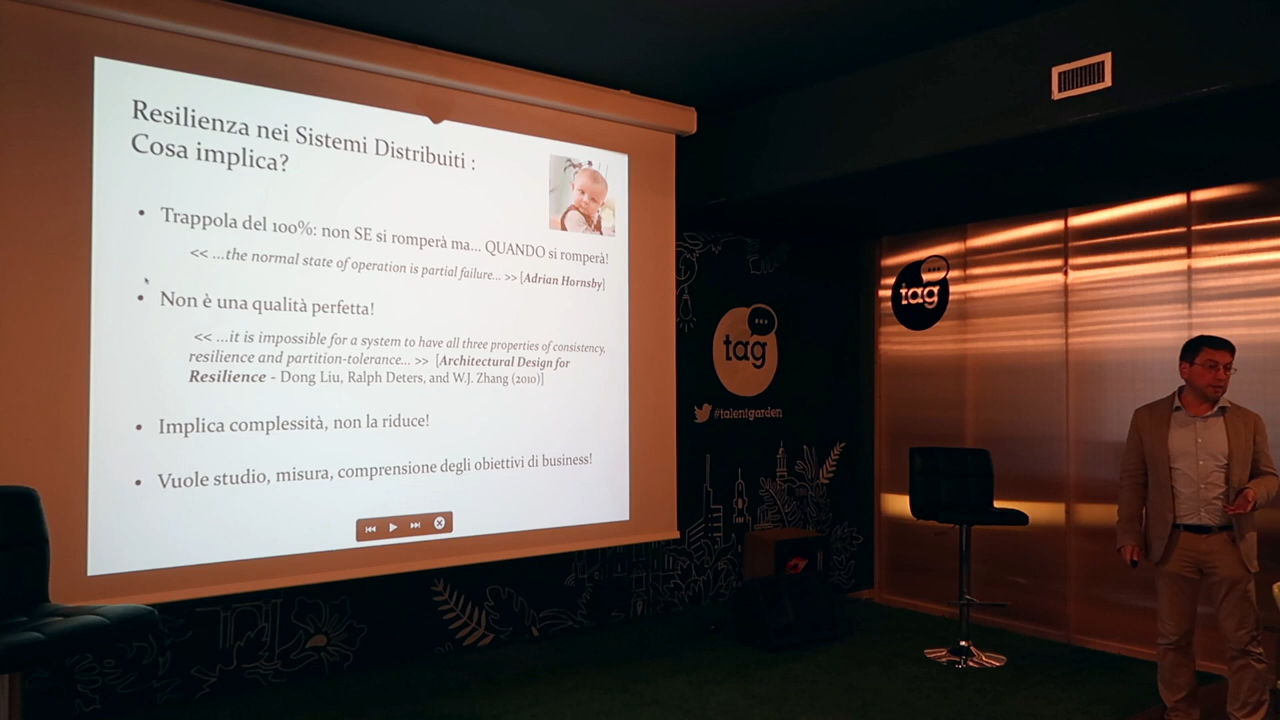 Resilienza nei Sistemi Distribuiti :
Cosa implica?
• Trappola del 100%: non SE si romperà ma... QUANDO si romperà!
<< ...the normal state of operation is partial failure... >> [Adrian Hornsby]
• Non è una qualità perfetta!
<< ...it is impossible for a system to have all three properties of consistency,
resilience and partition-tolerance... >> [Architectural Design for
Resilience - Dong Liu, Ralph Deters, and W.J. Zhang (2010)]
• Implica complessità, non la riduce!
• Vuole studio, misura, comprensione degli obiettivi di business!
tag
#talentgarden
tag